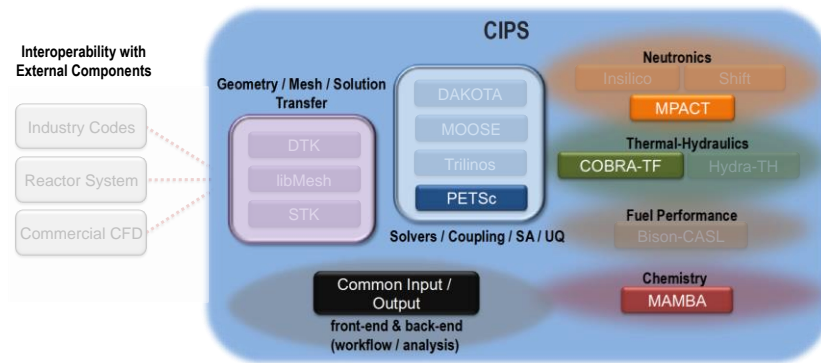 CIPS
Interoperability with
External Components
Industry Codes
Reactor System
Commercial CFD
Geometry / Mesh / Solution
Transfer
DTK
libMesh
STK
DAKOTA
MOOSE
Trilinos
PETSc
Solvers / Coupling / SA / UQ
Neutronics
Insilico
Shift
MPACT
Thermal-Hydraulics
COBRA-TF
Hydra-TH
Fuel Performance
Bison-CASL
Chemistry
MAMBA
Common Input /
Output
front-end & back-end
(workflow / analysis)